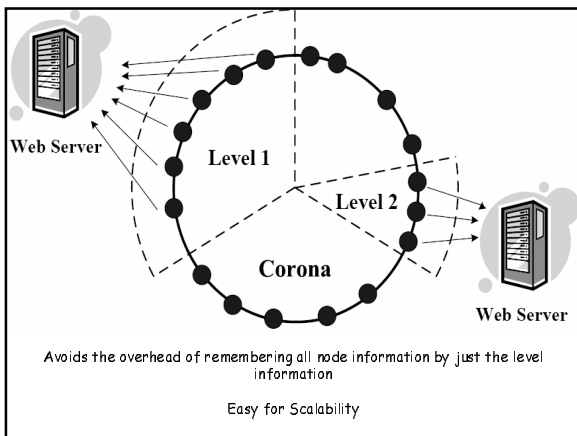 Web Server
Level 1
Level 2
Corona
Web Server
Avoids the overhead of remembering all node information by just the level
information
Easy for Scalability